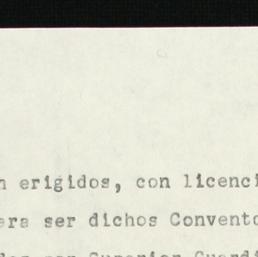 n erigidos, con licenci
era ser dichos Convento